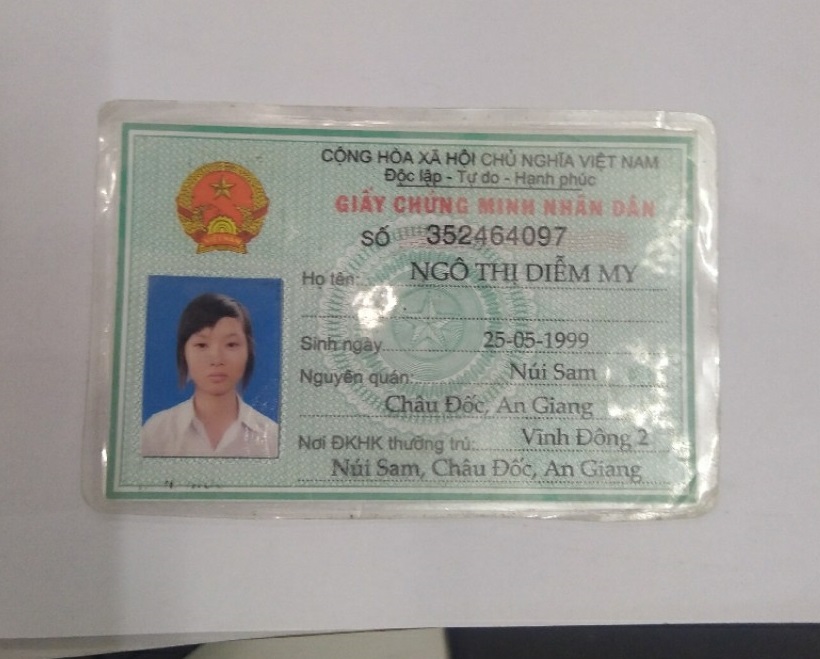 CỘNG HÒA XÃ HỘI CHỦ NGHĨA VIỆT NAM
Độc lập - Tự do - Hạnh phúc
GIẤY CHỨNG MINH NHÂN DÂN
SỐ 352464097
Họ tên: NGÔ THỊ DIỄM MY
Sinh ngày 25-05-1999
Nguyên quán: Núi Sam
Châu Đốc, An Giang
Nơi ĐKHK thường trú: Vĩnh Đông 2
Núi Sam, Châu Đốc, An Giang